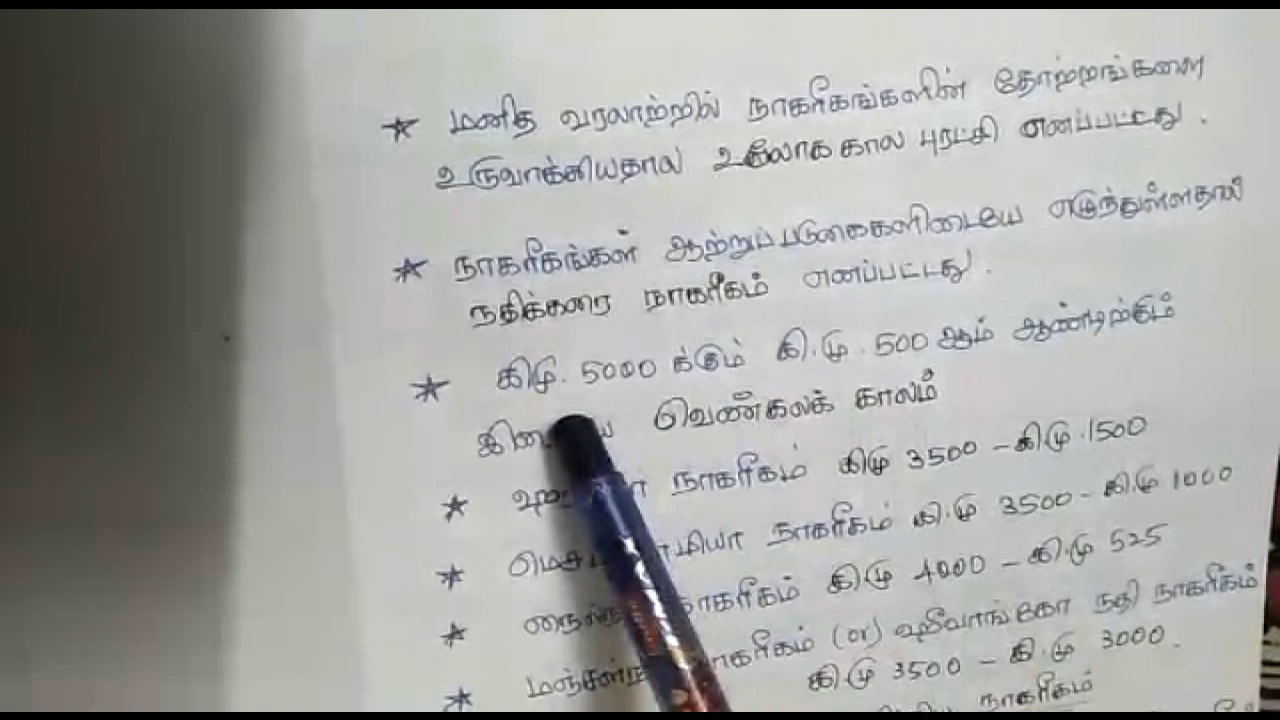 * மனித வரலாற்றில் நாகரீகங்களின் தோற்றங்களை
உருவாக்கியதால் உலோக கால புரட்சி எனப்பட்டது.
* நாகரீகங்கள் ஆற்றுப்படுகைகளிடையே எழுந்துள்ளதால்
நதிக்கரை நாகரீகம் எனப்பட்டது.
* கிமு. 5000 க்கும் கி.மு. 500 ஆம் ஆண்டிற்கும்
வெண்கலக் காலம்
* நாகரீகம் கிமு 3500 - கிமு.1500
* நாகரீகம் கி.மு 3500 - கி.மு 1000
* நாகரீகம் கிமு 4000 - கி.மு 525
* நாகரீகம் (or) ஹீவாங்கோ நதி நாகரீகம்
கிமு 3500 - கி.மு 3000.
நாகரீகம்